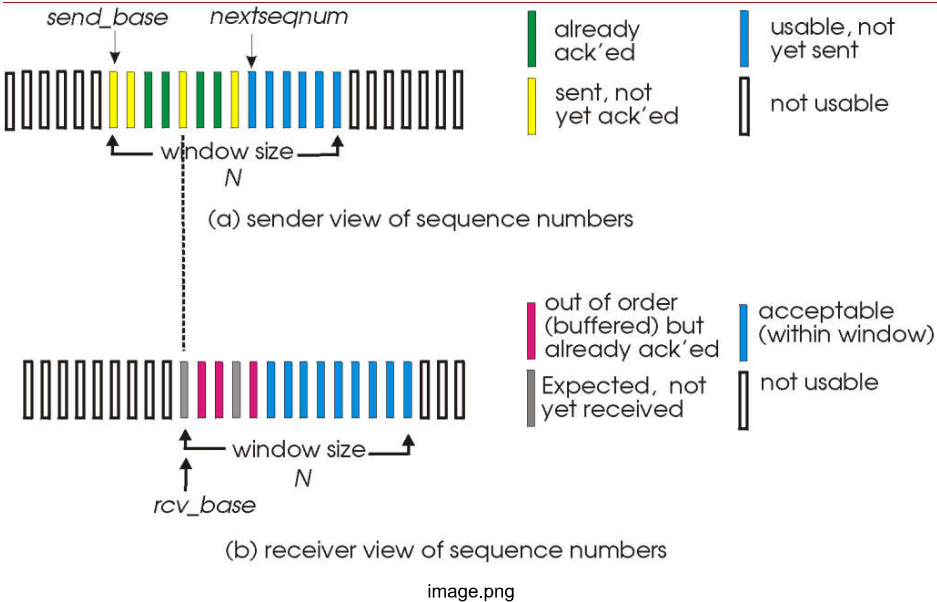 send_base nextseqnum
already
ack'ed
usable, not
yet sent
sent, not
yet ack'ed
not usable
window size
N
(a) sender view of sequence numbers
out of order
(buffered) but
already ack'ed
acceptable
(within window)
Expected, not
yet received
not usable
window size
N
rcv_base
(b) receiver view of sequence numbers
image.png